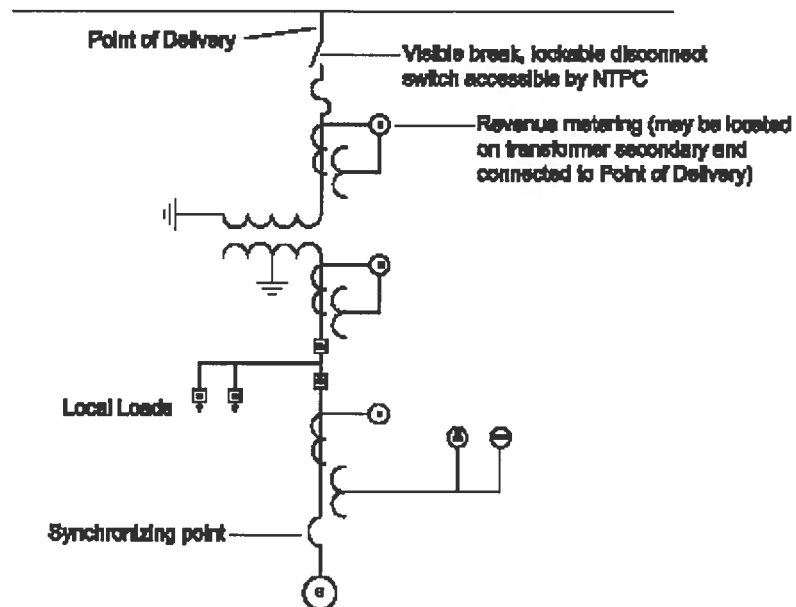 Point of Delivery
Visible break, lockable disconnect
switch accessible by NTPC
Revenue metering (may be located
on transformer secondary and
connected to Point of Delivery)
Local Loads
Synchronizing point